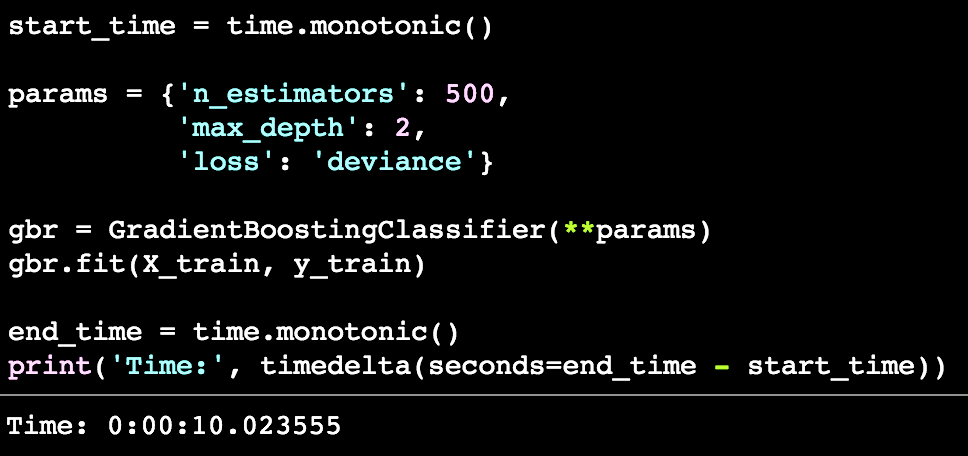 start_time = time.monotonic()
params = {'n_estimators': 500,
'max_depth': 2,
'loss': 'deviance'}
gbr = GradientBoostingClassifier(**params)
gbr.fit(X_train, y_train)
end_time = time.monotonic()
print('Time:', timedelta(seconds=end_time - start_time))
Time: 0:00:10.023555